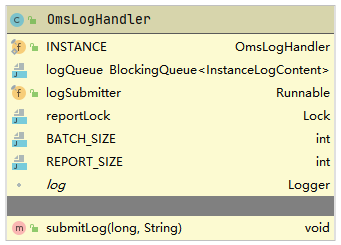 OmsLogHandler
INSTANCE OmsLogHandler
logQueue BlockingQueue<InstanceLogContent>
logSubmitter Runnable
reportLock Lock
BATCH_SIZE int
REPORT_SIZE int
log Logger
submitLog(long, String) void